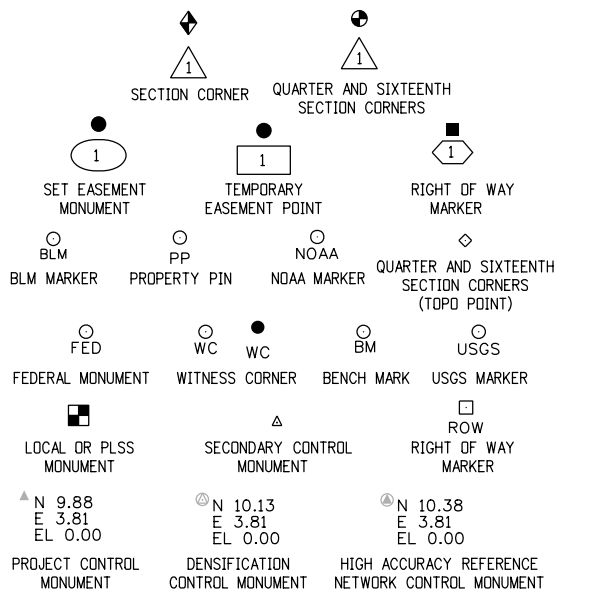 1
1
SECTION CORNER
QUARTER AND SIXTEENTH
SECTION CORNERS
1
1
1
SET EASEMENT
MONUMENT
TEMPORARY
EASEMENT POINT
RIGHT OF WAY
MARKER
BLM
BLM MARKER
PP
PROPERTY PIN
NOAA
NOAA MARKER
QUARTER AND SIXTEENTH
SECTION CORNERS
(TOPO POINT)
FED
FEDERAL MONUMENT
WC
WC
WITNESS CORNER
BM
BENCH MARK
USGS
USGS MARKER
LOCAL OR PLSS
MONUMENT
SECONDARY CONTROL
MONUMENT
ROW
RIGHT OF WAY
MARKER
N 9.88
E 3.81
EL 0.00
PROJECT CONTROL
MONUMENT
N 10.13
E 3.81
EL 0.00
DENSIFICATION
CONTROL MONUMENT
N 10.38
E 3.81
EL 0.00
HIGH ACCURACY REFERENCE
NETWORK CONTROL MONUMENT